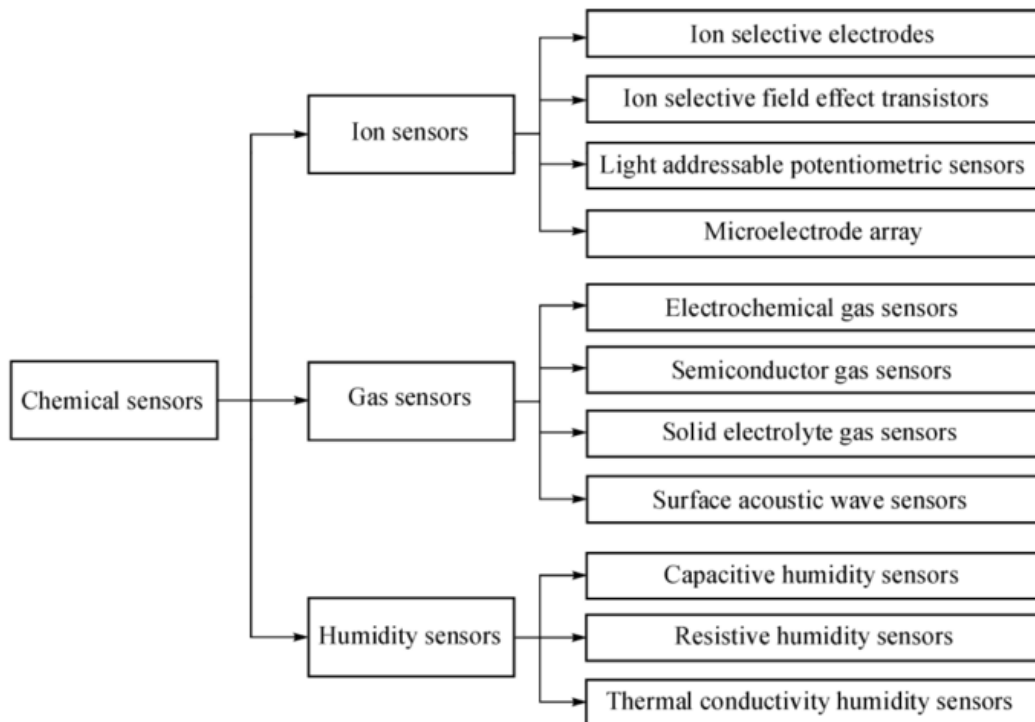 Ion selective electrodes
Ion selective field effect transistors
Ion sensors
Light addressable potentiometric sensors
Microelectrode array
Electrochemical gas sensors
Semiconductor gas sensors
Chemical sensors
Gas sensors
Solid electrolyte gas sensors
Surface acoustic wave sensors
Capacitive humidity sensors
Humidity sensors
Resistive humidity sensors
Thermal conductivity humidity sensors